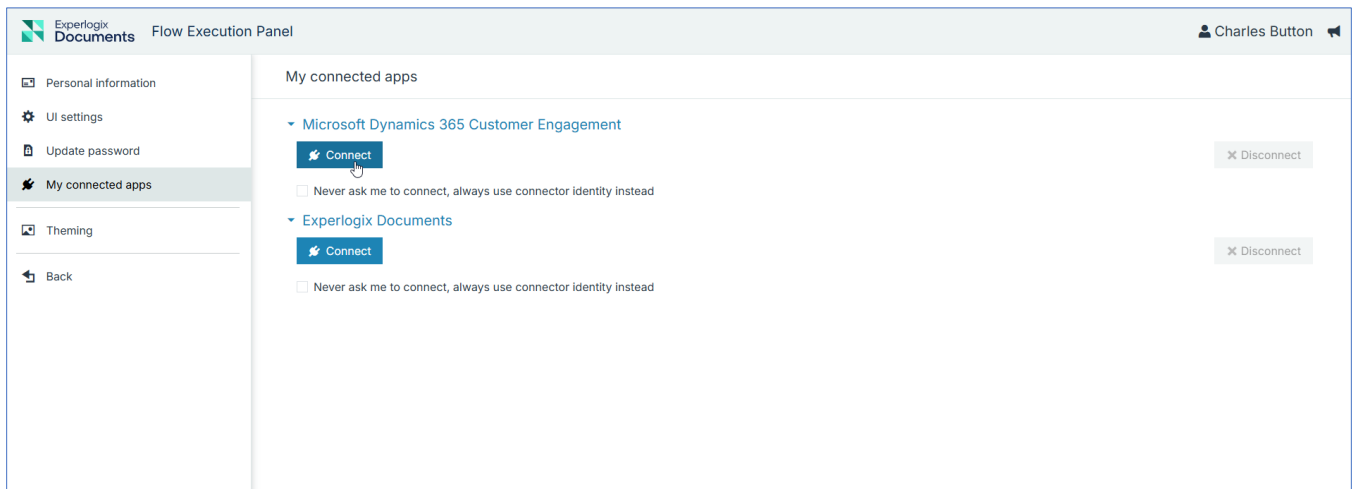 Experlogix
Documents
Flow Execution Panel
Charles Button
Personal information
UI settings
Update password
My connected apps
Theming
Back
My connected apps
Microsoft Dynamics 365 Customer Engagement
Connect
Disconnect
Never ask me to connect, always use connector identity instead
Experlogix Documents
Connect
Disconnect
Never ask me to connect, always use connector identity instead